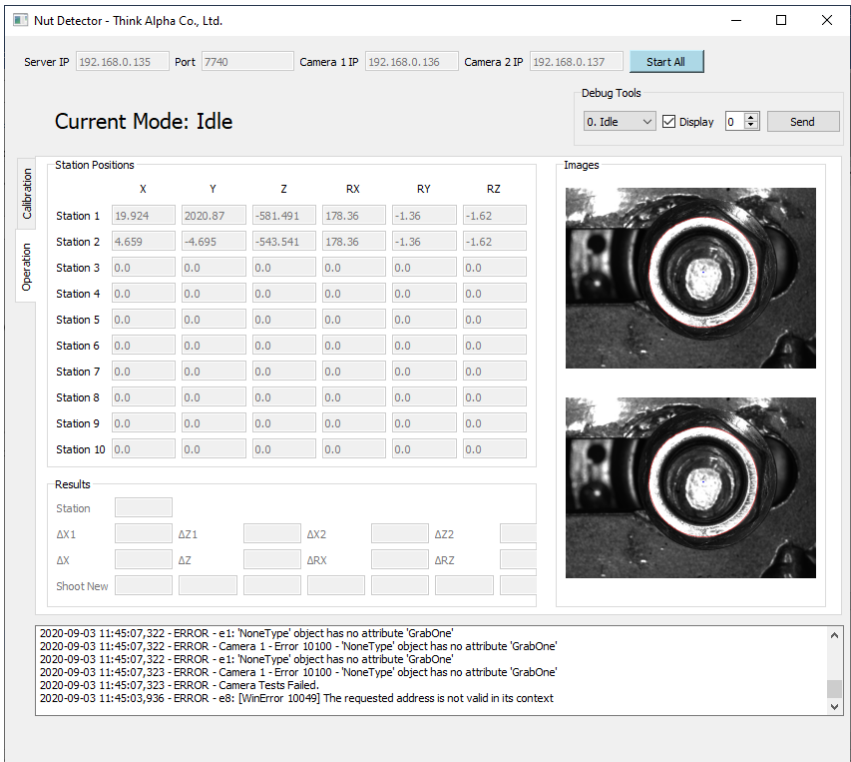 Nut Detector - Think Alpha Co., Ltd.
Server IP 192.168.0.135 Port 7740 Camera 1 IP 192.168.0.136 Camera 2 IP 192.168.0.137 Start All
Debug Tools
Current Mode: Idle
0. Idle Display 0 Send
Calibration
Operation
Station Positions
X Y Z RX RY RZ
Station 1 19.924 2020.87 -581.491 178.36 -1.36 -1.62
Station 2 4.659 -4.695 -543.541 178.36 -1.36 -1.62
Station 3 0.0 0.0 0.0 0.0 0.0 0.0
Station 4 0.0 0.0 0.0 0.0 0.0 0.0
Station 5 0.0 0.0 0.0 0.0 0.0 0.0
Station 6 0.0 0.0 0.0 0.0 0.0 0.0
Station 7 0.0 0.0 0.0 0.0 0.0 0.0
Station 8 0.0 0.0 0.0 0.0 0.0 0.0
Station 9 0.0 0.0 0.0 0.0 0.0 0.0
Station 10 0.0 0.0 0.0 0.0 0.0 0.0
Images
Results
Station
ΔX1 ΔZ1 ΔX2 ΔZ2
ΔX ΔZ ΔRX ΔRZ
Shoot New
2020-09-03 11:45:07,322 - ERROR - e1: 'NoneType' object has no attribute 'GrabOne'
2020-09-03 11:45:07,322 - ERROR - Camera 1 - Error 10100 - 'NoneType' object has no attribute 'GrabOne'
2020-09-03 11:45:07,322 - ERROR - e1: 'NoneType' object has no attribute 'GrabOne'
2020-09-03 11:45:07,323 - ERROR - Camera 1 - Error 10100 - 'NoneType' object has no attribute 'GrabOne'
2020-09-03 11:45:07,323 - ERROR - Camera Tests Failed.
2020-09-03 11:45:03,936 - ERROR - e8: [WinError 10049] The requested address is not valid in its context